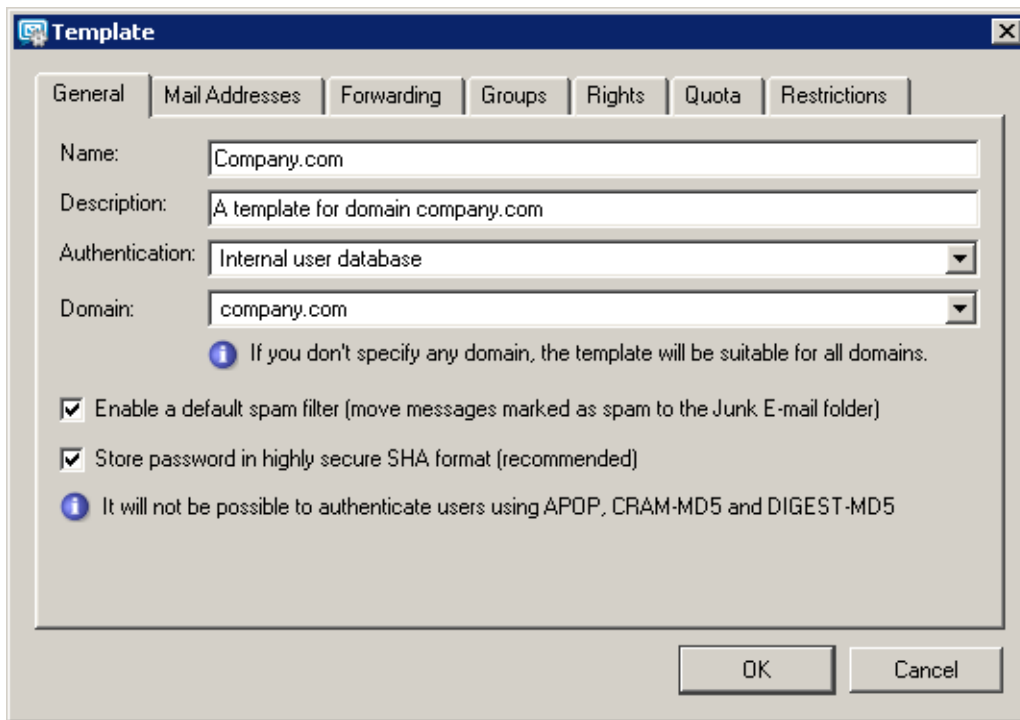 Template
General Mail Addresses Forwarding Groups Rights Quota Restrictions
Name: Company.com
Description: A template for domain company.com
Authentication: Internal user database
Domain: company.com
If you don't specify any domain, the template will be suitable for all domains.
Enable a default spam filter (move messages marked as spam to the Junk E-mail folder)
Store password in highly secure SHA format (recommended)
It will not be possible to authenticate users using APOP, CRAM-MD5 and DIGEST-MD5
OK Cancel